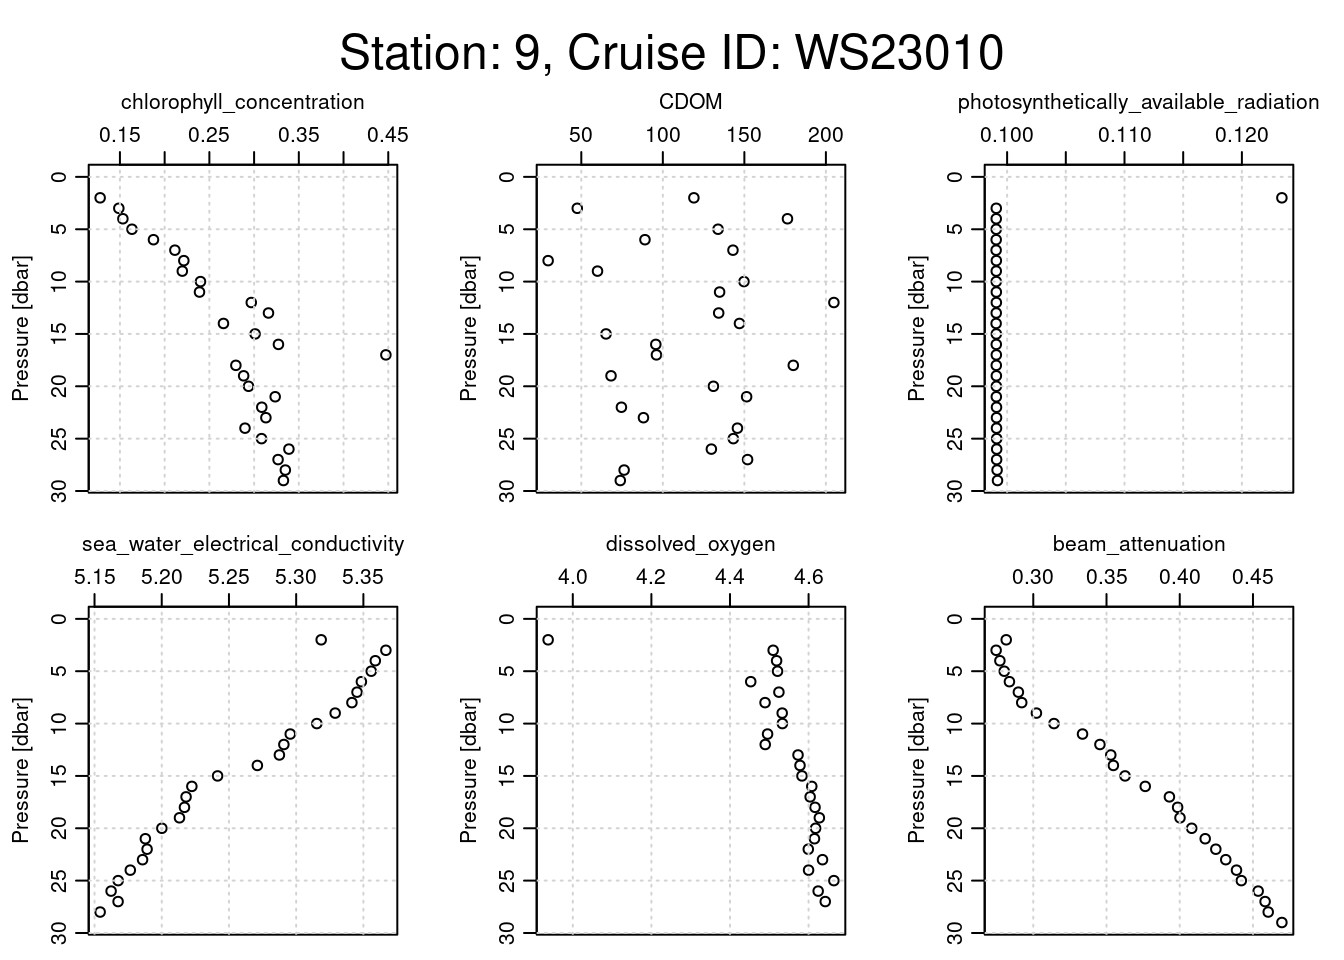 Station: 9, Cruise ID: WS23010
chlorophyll_concentration
0.15 0.25 0.35 0.45
Pressure [dbar]
0 5 10 15 20 25 30
CDOM
50 100 150 200
Pressure [dbar]
0 5 10 15 20 25 30
photosynthetically_available_radiation
0.100 0.110 0.120
Pressure [dbar]
0 5 10 15 20 25 30
sea_water_electrical_conductivity
5.15 5.20 5.25 5.30 5.35
Pressure [dbar]
0 5 10 15 20 25 30
dissolved_oxygen
4.0 4.2 4.4 4.6
Pressure [dbar]
0 5 10 15 20 25 30
beam_attenuation
0.30 0.35 0.40 0.45
Pressure [dbar]
0 5 10 15 20 25 30